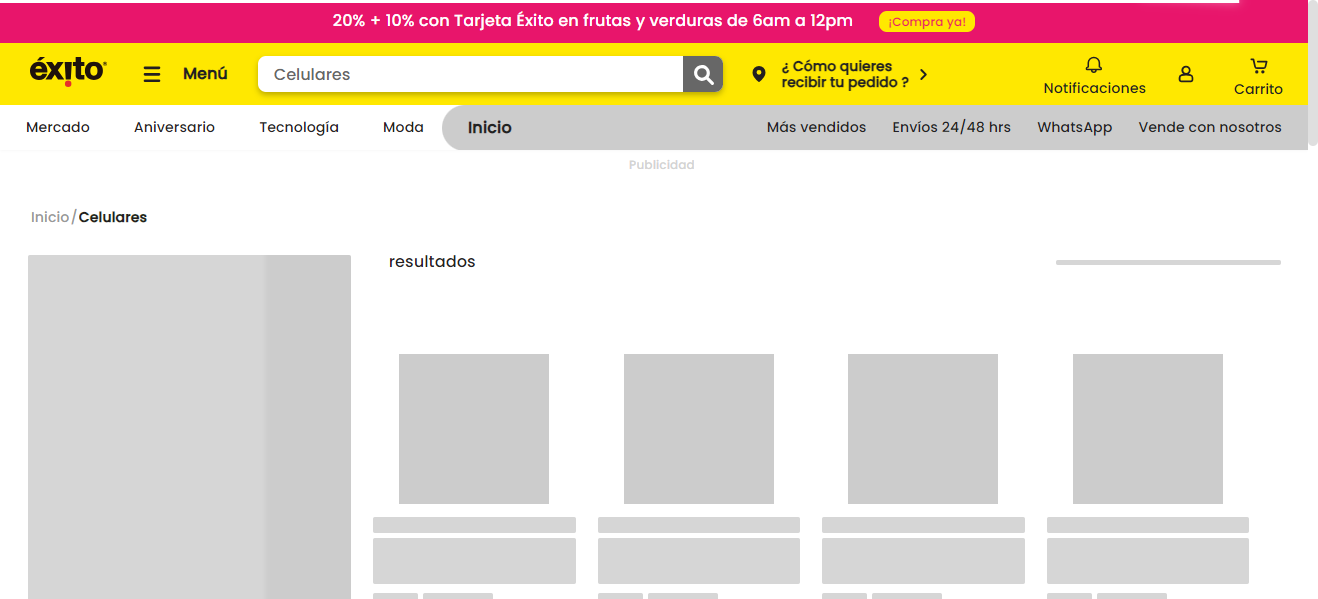 20% + 10% con Tarjeta Éxito en frutas y verduras de 6am a 12pm
¡Compra ya!
éxito
Menú
Celulares
¿ Cómo quieres
recibir tu pedido ?
Notificaciones
Carrito
Mercado
Aniversario
Tecnología
Moda
Inicio
Más vendidos
Envíos 24/48 hrs
WhatsApp
Vende con nosotros
Publicidad
Inicio/Celulares
resultados